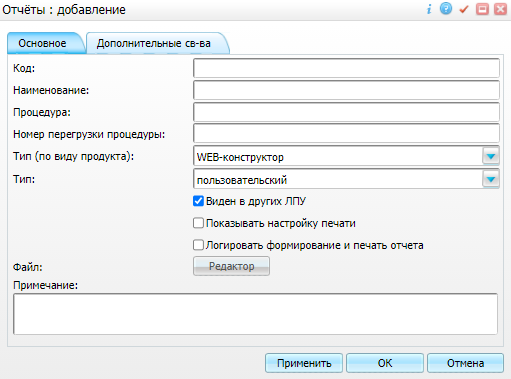 Отчёты : добавление
Основное
Дополнительные св-ва
Код:
Наименование:
Процедура:
Номер перегрузки процедуры:
Тип (по виду продукта): WEB-конструктор
Тип: пользовательский
Виден в других ЛПУ
Показывать настройку печати
Логировать формирование и печать отчета
Файл: Редактор
Примечание:
Применить ОК Отмена